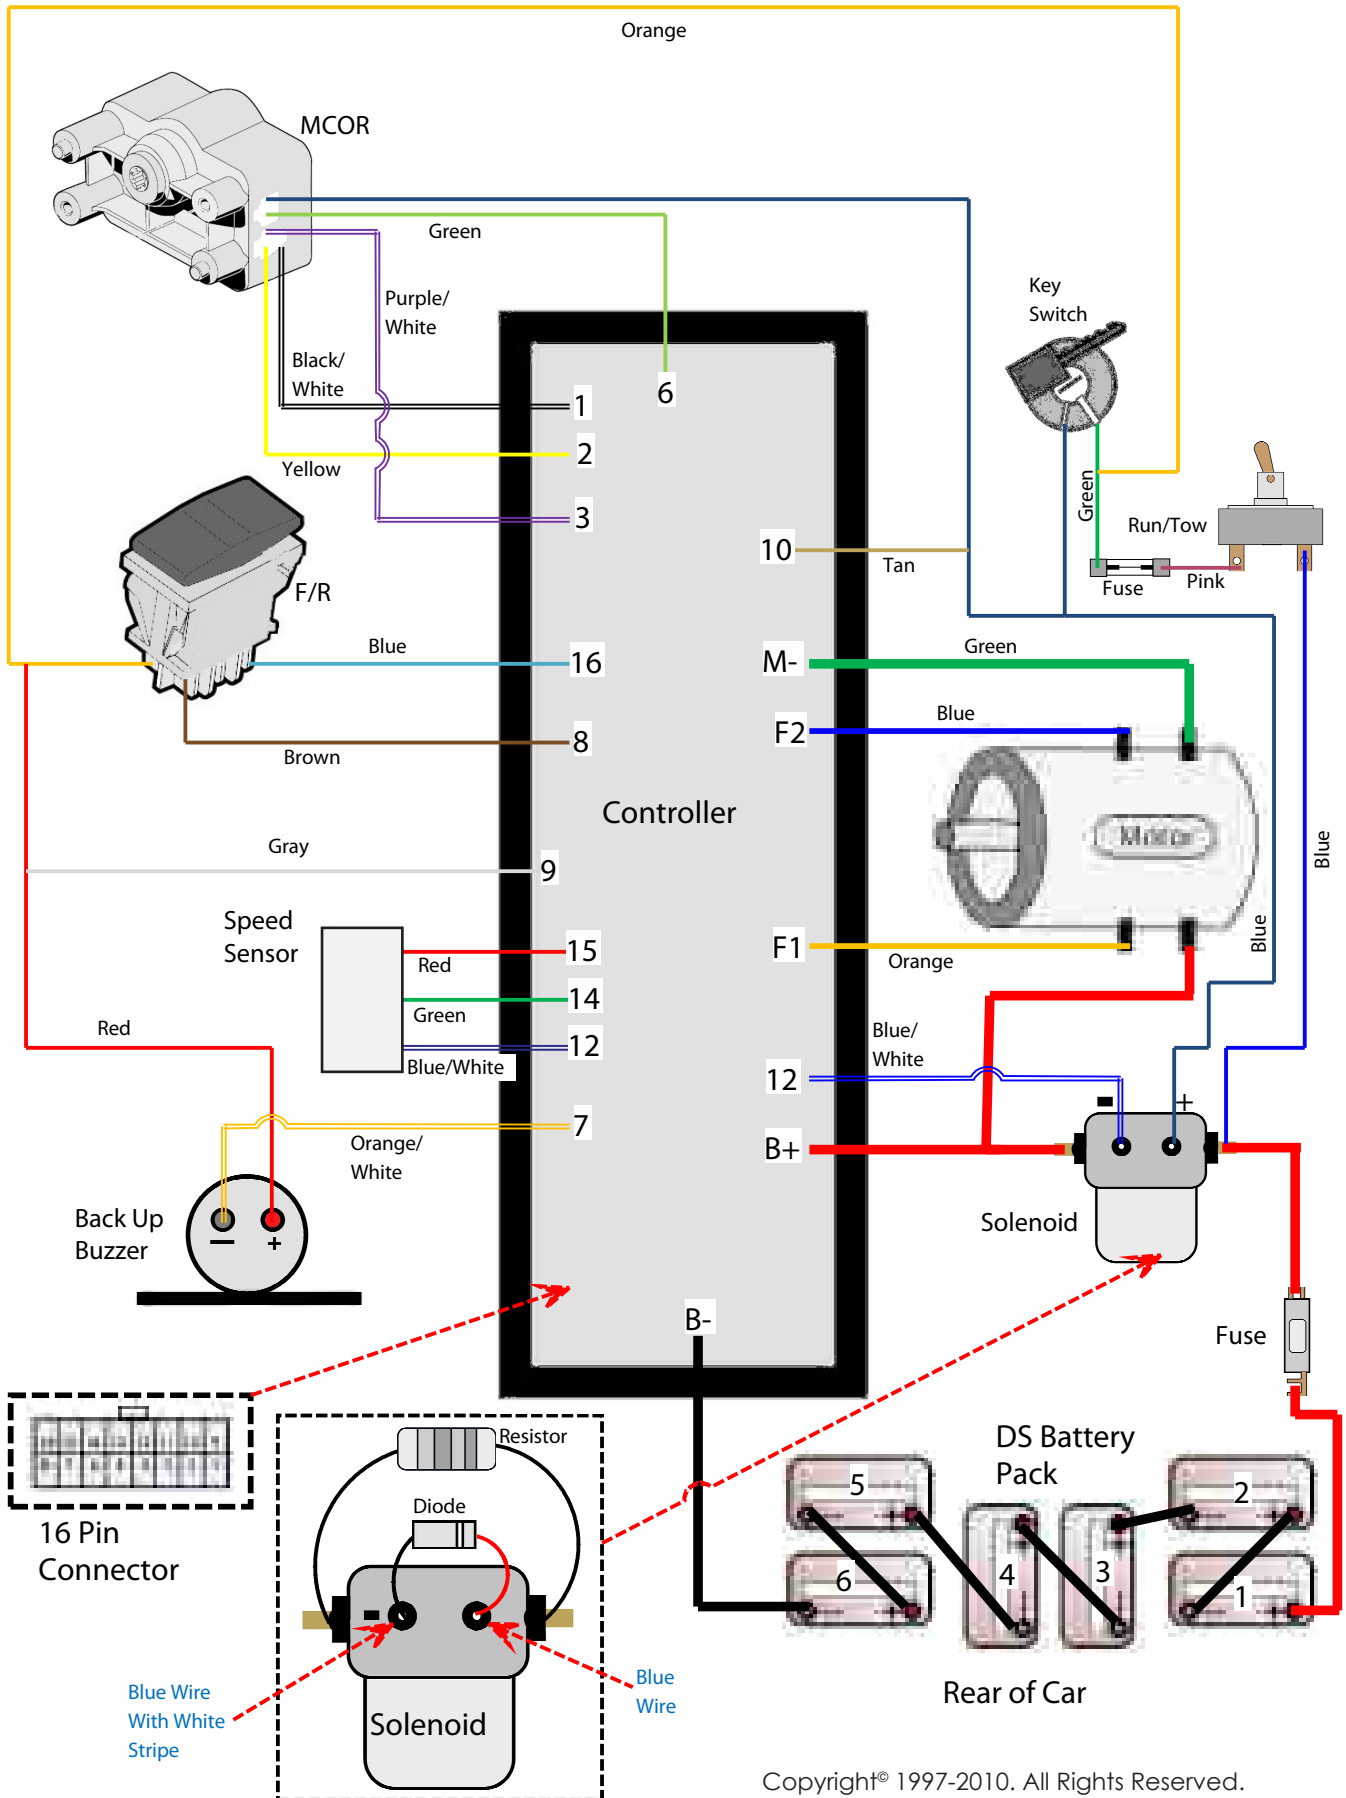 Orange
MCOR
Green
Purple/
White
Black/
White
Key
Switch
6
1
2
Yellow
3
Green
Run/Tow
10
Tan
Fuse
Pink
F/R
Blue
16
M-
Green
8
Brown
F2
Blue
Controller
Motor
Blue
Gray
9
Speed
Sensor
15
Red
F1
Orange
Blue
14
Green
Red
12
Blue/White
Blue/
White
12
-
+
7
Orange/
White
B+
Back Up
Buzzer
-
+
Solenoid
B-
Fuse
Resistor
DS Battery
Pack
5
2
Diode
16 Pin
Connector
6
4
3
1
-
Blue Wire
With White
Stripe
Solenoid
Blue
Wire
Rear of Car
Copyright© 1997-2010. All Rights Reserved.